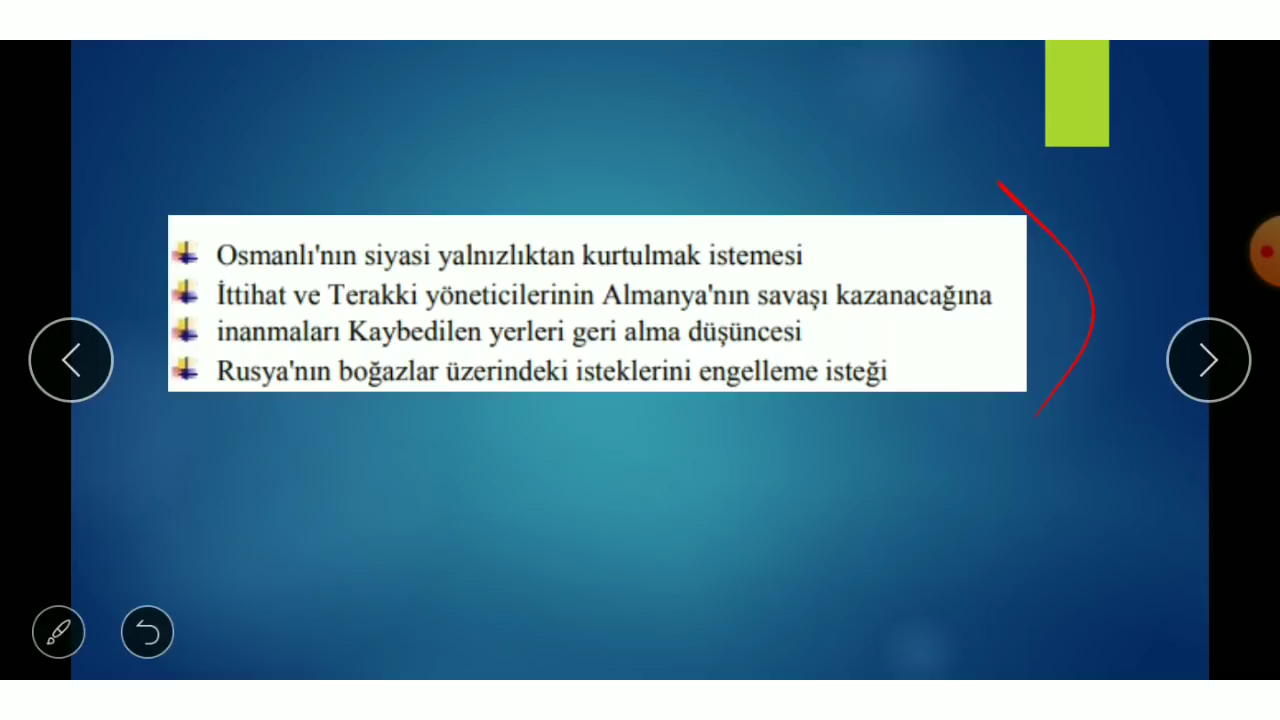 Osmanlı'nın siyasi yalnızlıktan kurtulmak istemesi
İttihat ve Terakki yöneticilerinin Almanya'nın savaşı kazanacağına
inanmaları Kaybedilen yerleri geri alma düşüncesi
Rusya'nın boğazlar üzerindeki isteklerini engelleme isteği